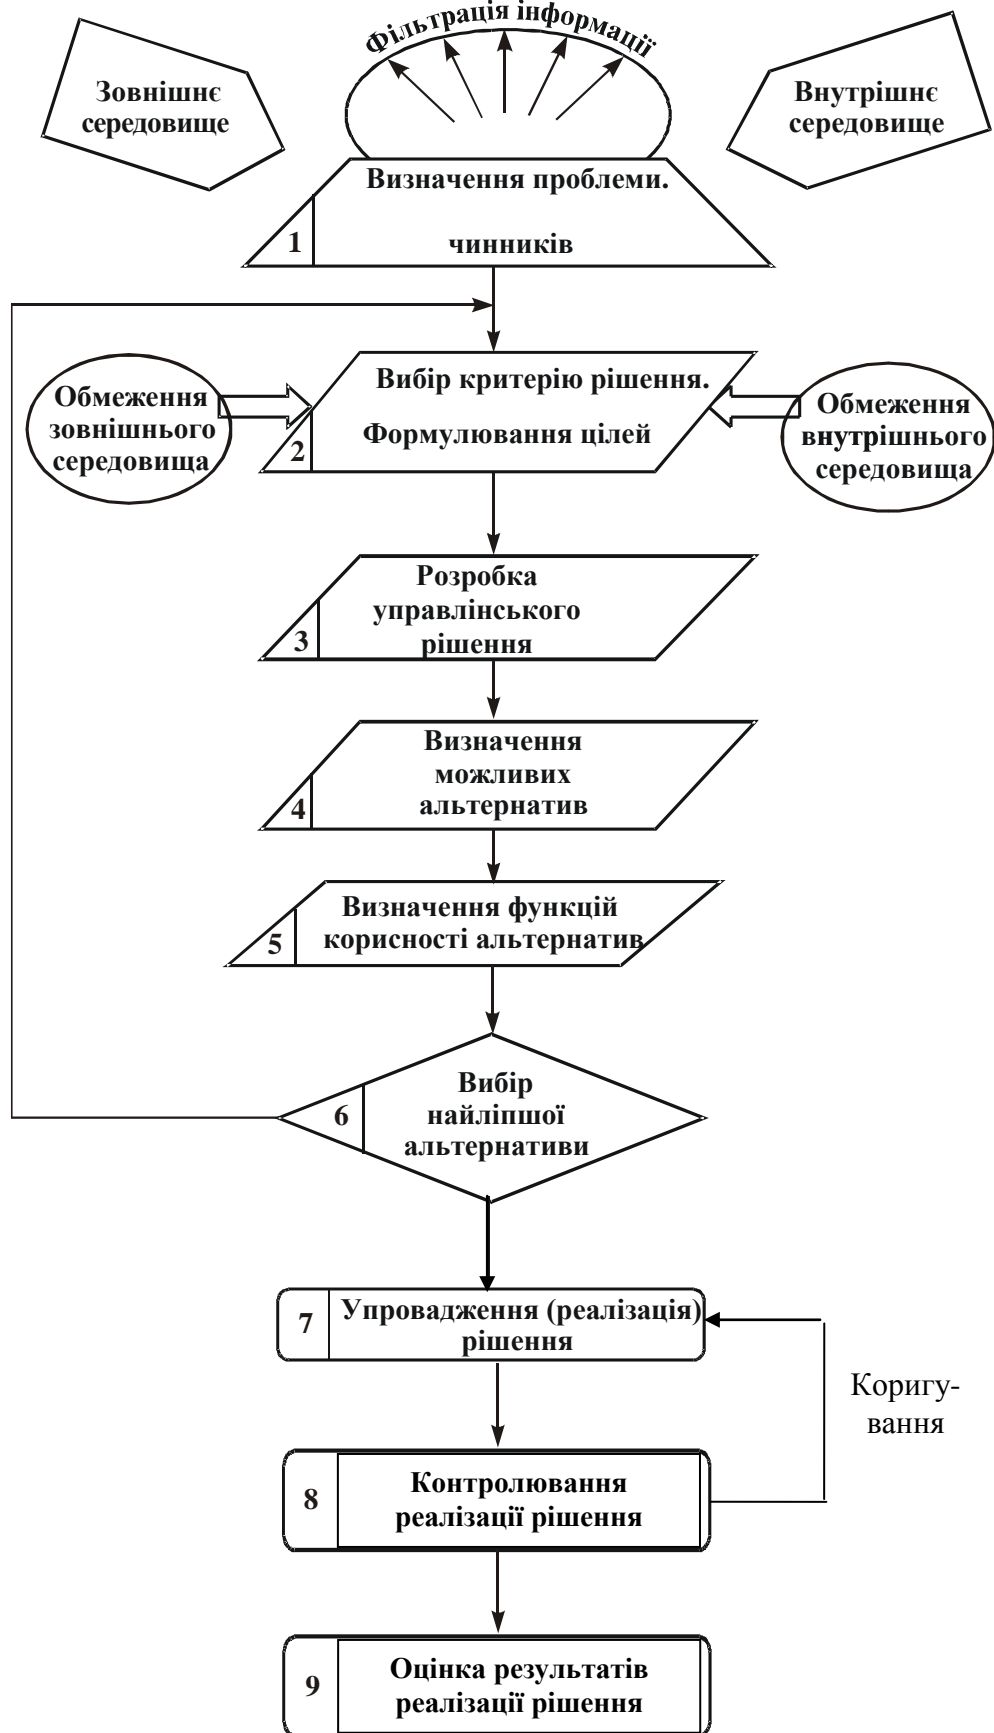 Фільтрація інформації
Зовнішнє
середовище
Внутрішнє
середовище
Визначення проблеми.
1
чинників
Обмеження
зовнішнього
середовища
Вибір критерію рішення.
Формулювання цілей
2
Обмеження
внутрішнього
середовища
Розробка
управлінського
рішення
3
Визначення
можливих
альтернатив
4
Визначення функцій
корисності альтернатив
5
Вибір
найліпшої
альтернативи
6
7
Упровадження (реалізація)
рішення
Коригу-
вання
8
Контролювання
реалізації рішення
9
Оцінка результатів
реалізації рішення